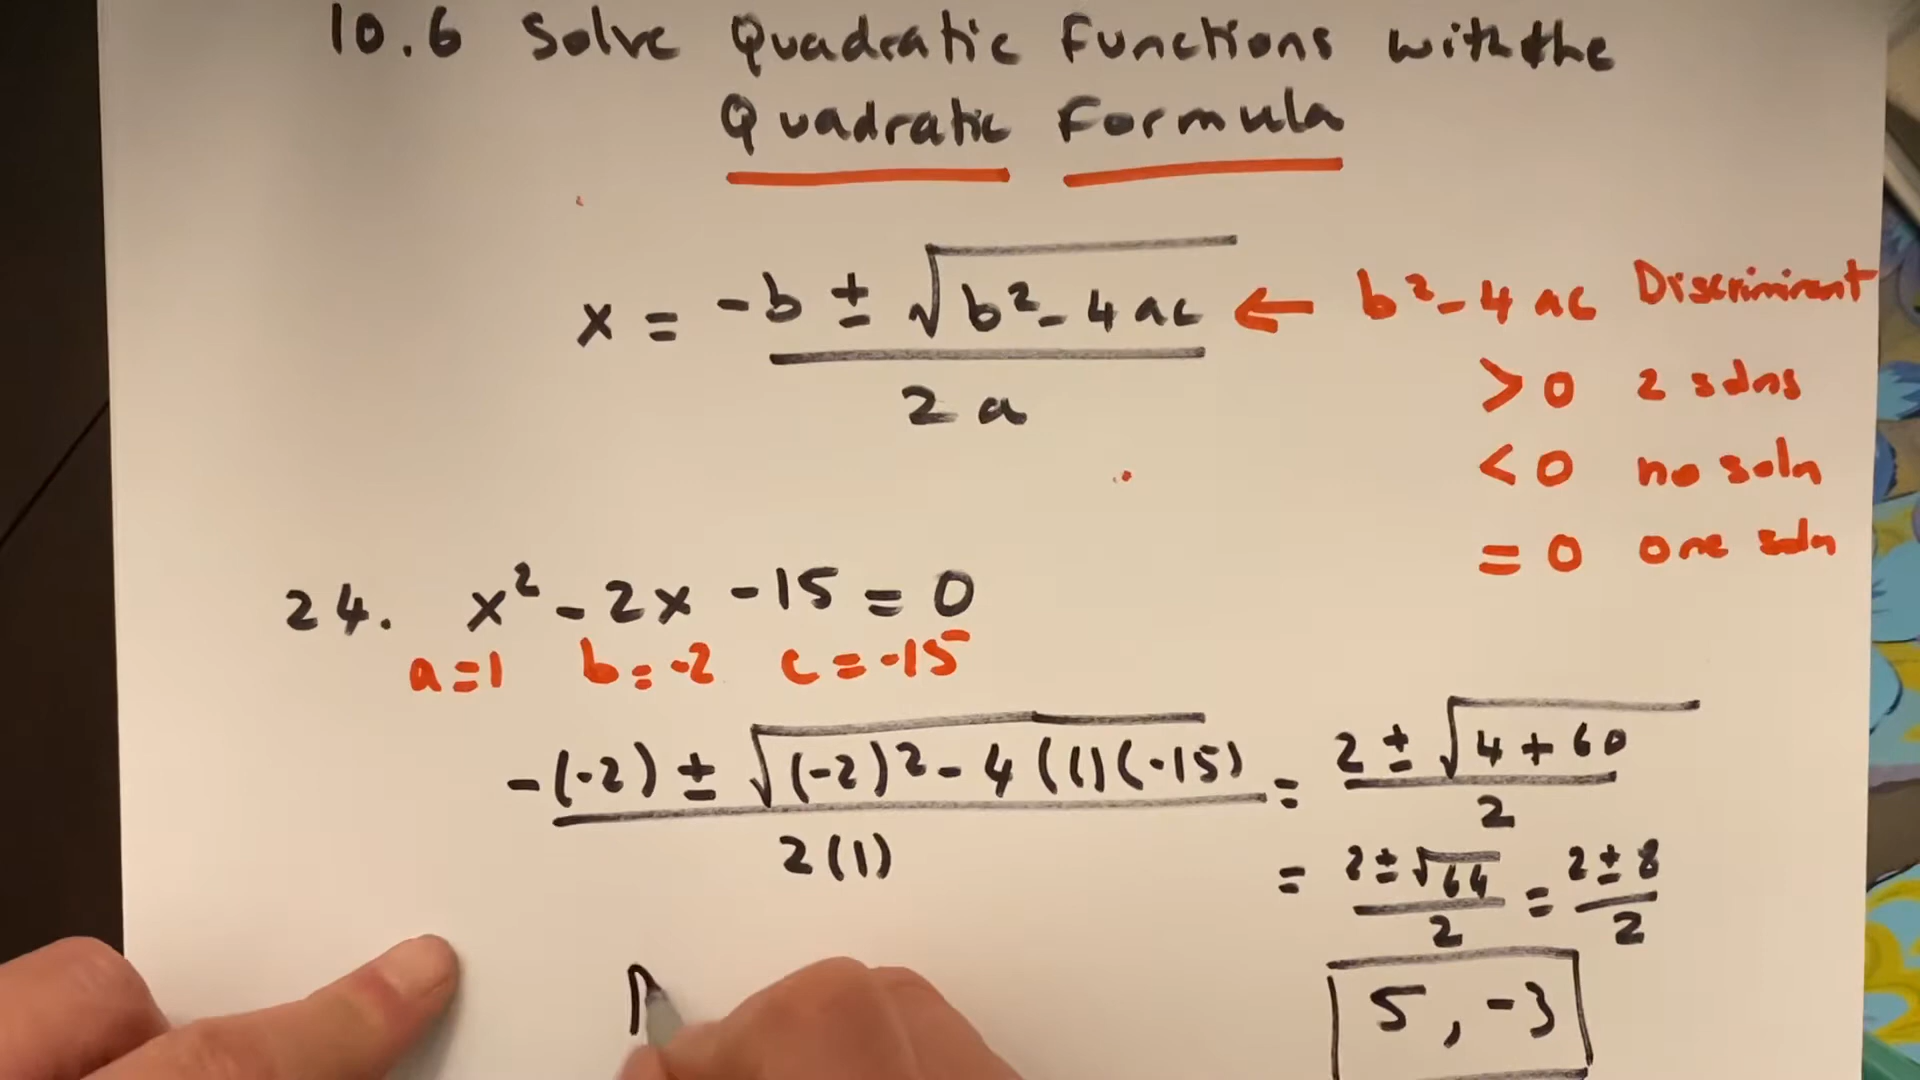 10.6 Solve Quadratic Functions with the
Quadratic Formula
x = -b ± √b² - 4ac ← b² - 4ac Discriminant
2a
> 0 2 solns
< 0 no soln
= 0 one soln
24. x² - 2x - 15 = 0
a = 1 b = -2 c = -15
-(-2) ± √(-2)² - 4(1)(-15) = 2 ± √4 + 60
2(1) 2
= 2 ± √64 = 2 ± 8
2 2
5, -3